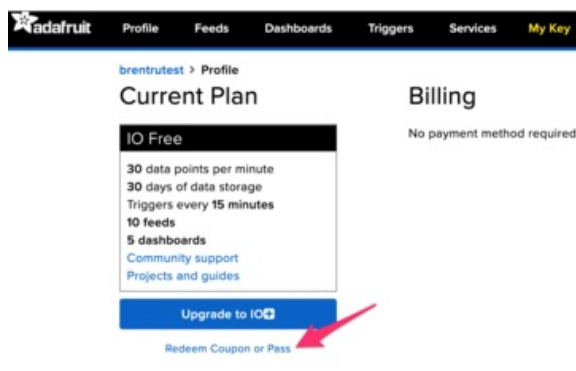 adafruit Profile Feeds Dashboards Triggers Services My Key
brentrutest > Profile
Current Plan
IO Free
30 data points per minute
30 days of data storage
Triggers every 15 minutes
10 feeds
5 dashboards
Community support
Projects and guides
Upgrade to IO+
Redeem Coupon or Pass
Billing
No payment method required